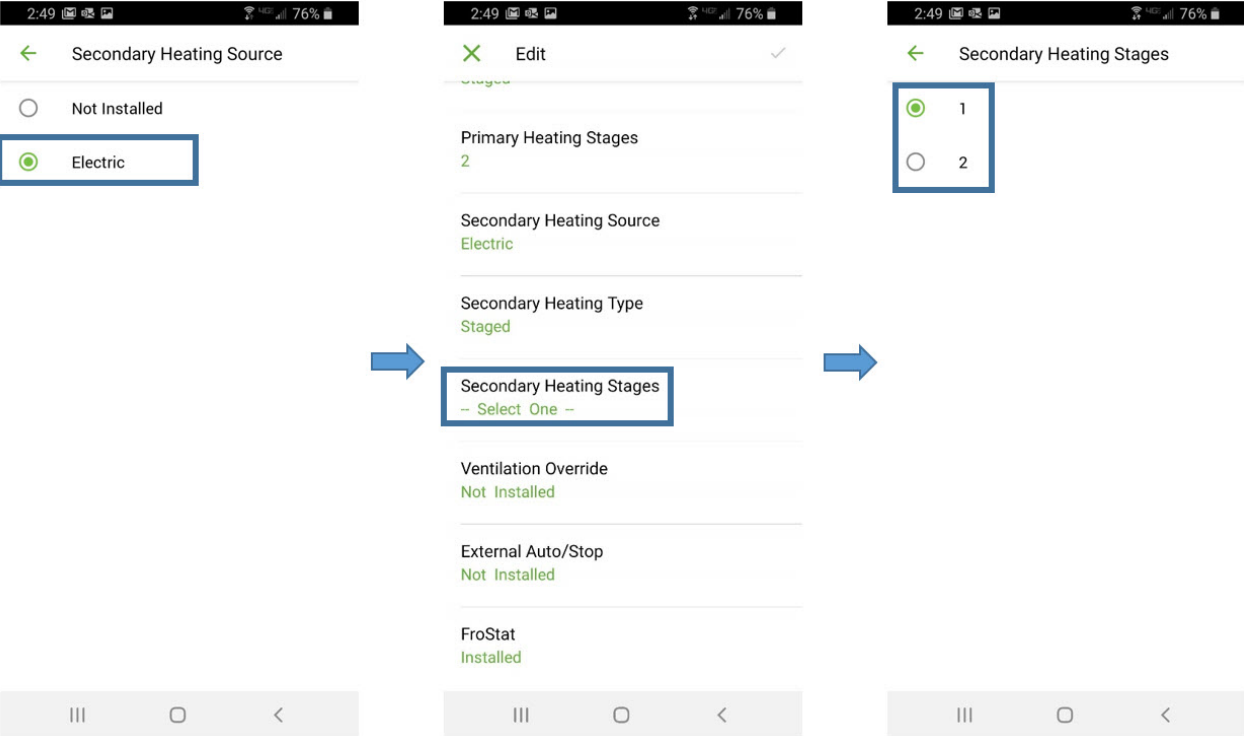 2:49
76%
Secondary Heating Source
Not Installed
Electric
2:49
76%
Edit
Staged
Primary Heating Stages
2
Secondary Heating Source
Electric
Secondary Heating Type
Staged
Secondary Heating Stages
-- Select One --
Ventilation Override
Not Installed
External Auto/Stop
Not Installed
FroStat
Installed
2:49
76%
Secondary Heating Stages
1
2